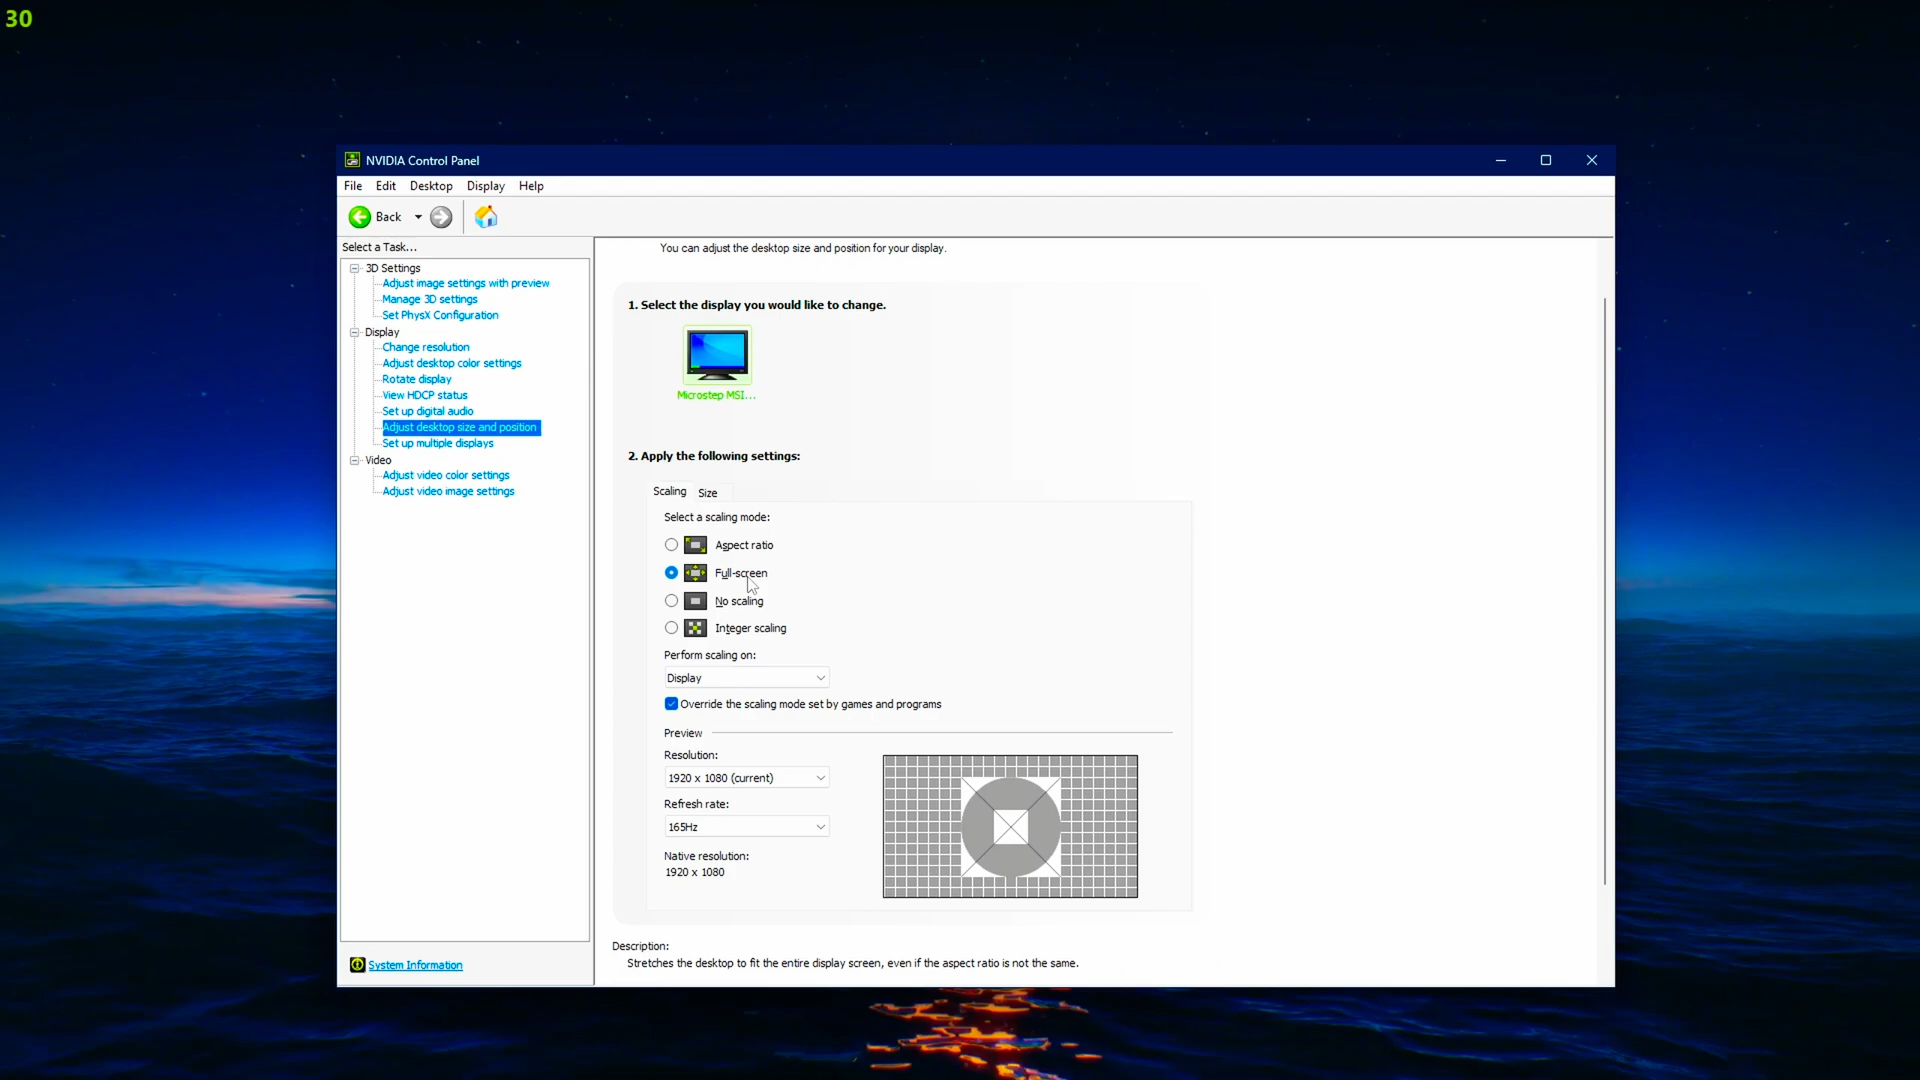 30
NVIDIA Control Panel
File Edit Desktop Display Help
Back
Select a Task...
3D Settings
Adjust image settings with preview
Manage 3D settings
Set PhysX Configuration
Display
Change resolution
Adjust desktop color settings
Rotate display
View HDCP status
Set up digital audio
Adjust desktop size and position
Set up multiple displays
Video
Adjust video color settings
Adjust video image settings
System Information
You can adjust the desktop size and position for your display.
1. Select the display you would like to change.
Microstep MSI...
2. Apply the following settings:
Scaling Size
Select a scaling mode:
Aspect ratio
Full-screen
No scaling
Integer scaling
Perform scaling on:
Display
Override the scaling mode set by games and programs
Preview
Resolution:
1920 x 1080 (current)
Refresh rate:
165Hz
Native resolution:
1920 x 1080
Description:
Stretches the desktop to fit the entire display screen, even if the aspect ratio is not the same.